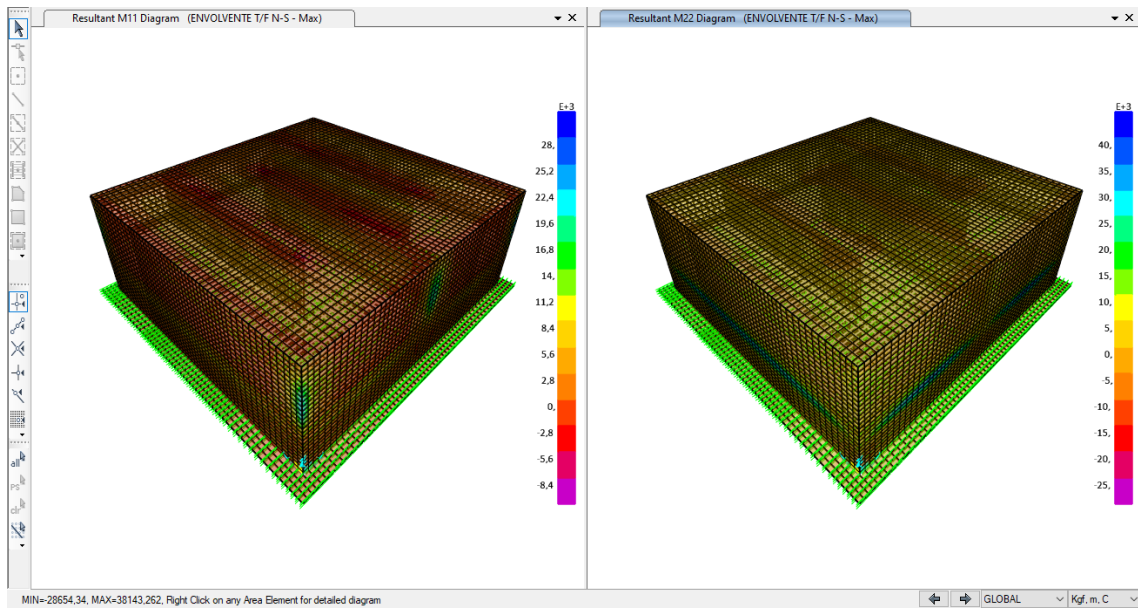 Resultant M11 Diagram (ENVOLVENTE T/F N-S - Max)
Resultant M22 Diagram (ENVOLVENTE T/F N-S - Max)
E+3
28,
25,2
22,4
19,6
16,8
14,
11,2
8,4
5,6
2,8
0,
-2,8
-5,6
-8,4
E+3
40,
35,
30,
25,
20,
15,
10,
5,
0,
-5,
-10,
-15,
-20,
-25,
all
ps
clr
MIN=-28654,34, MAX=38143,262, Right Click on any Area Element for detailed diagram
GLOBAL
Kgf, m, C